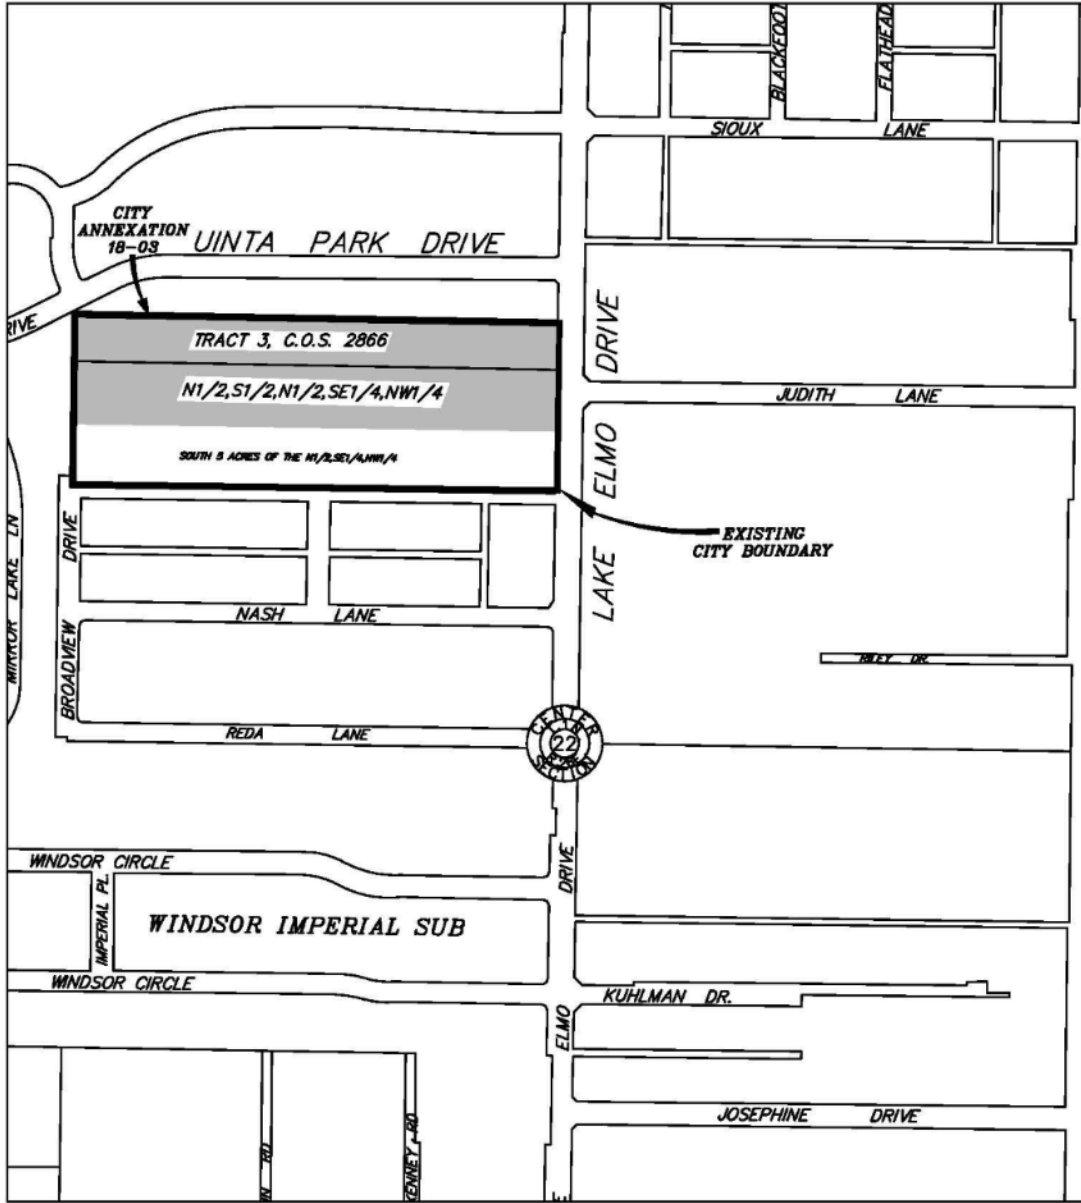 BLACKFOOT
FLATHEAD
SIOUX LANE
CITY
ANNEXATION
18-03
UINTA PARK DRIVE
DRIVE
TRACT 3, C.O.S. 2866
N1/2,S1/2,N1/2,SE1/4,NW1/4
SOUTH 5 ACRES OF THE N1/2,SE1/4,NW1/4
LAKE ELMO DRIVE
JUDITH LANE
EXISTING
CITY BOUNDARY
MIRROR LAKE LN
BROADVIEW DRIVE
NASH LANE
RILEY DR.
REDA LANE
CENTER
22
SECTION
WINDSOR CIRCLE
IMPERIAL PL.
WINDSOR IMPERIAL SUB
WINDSOR CIRCLE
ELMO DRIVE
KUHLMAN DR.
JOSEPHINE DRIVE
RD
KENNEY RD